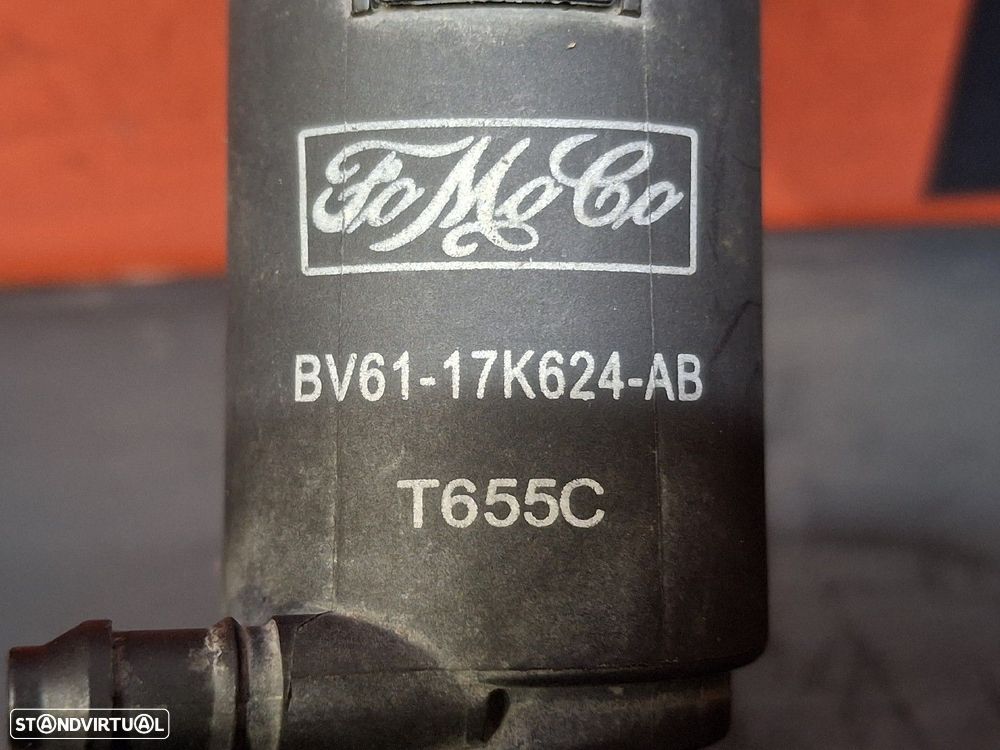 FoMoCo
BV61-17K624-AB
T655C
STANDVIRTUAL